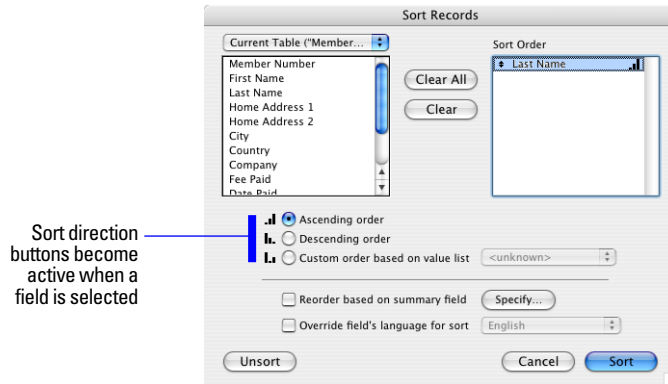 Sort Records
Current Table ("Member...
Sort Order
Member Number
First Name
Last Name
Home Address 1
Home Address 2
City
Country
Company
Fee Paid
Date Paid
Clear All
Clear
Last Name
Sort direction
buttons become
active when a
field is selected
Ascending order
Descending order
Custom order based on value list
<unknown>
Reorder based on summary field
Specify...
Override field's language for sort
English
Unsort
Cancel
Sort